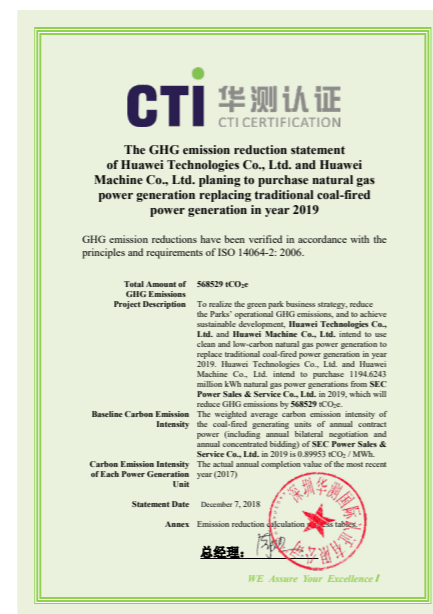 CTI 华测认证
CTI CERTIFICATION
The GHG emission reduction statement
of Huawei Technologies Co., Ltd. and Huawei
Machine Co., Ltd. planing to purchase natural gas
power generation replacing traditional coal-fired
power generation in year 2019
GHG emission reductions have been verified in accordance with the
principles and requirements of ISO 14064-2: 2006.
Total Amount of 568529 tCO₂e
GHG Emissions
Project Description To realize the green park business strategy, reduce
the Parks' operational GHG emissions, and to achieve
sustainable development, Huawei Technologies Co.,
Ltd. and Huawei Machine Co., Ltd. intend to use
clean and low-carbon natural gas power generation to
replace traditional coal-fired power generation in year
2019. Huawei Technologies Co., Ltd. and Huawei
Machine Co., Ltd. intend to purchase 1194.6243
million kWh natural gas power generations from SEC
Power Sales & Service Co., Ltd. in 2019, which will
reduce GHG emissions by 568529 tCO₂e.
Baseline Carbon Emission The weighted average carbon emission intensity of
Intensity the coal-fired generating units of annual contract
power (including annual bilateral negotiation and
annual concentrated bidding) of SEC Power Sales &
Service Co., Ltd. in 2019 is 0.89953 tCO₂ / MWh.
Carbon Emission Intensity The actual annual completion value of the most recent
of Each Power Generation year (2017)
Unit
Statement Date December 7, 2018
Annex Emission reduction calculation tables
总经理：
WE Assure Your Excellence!